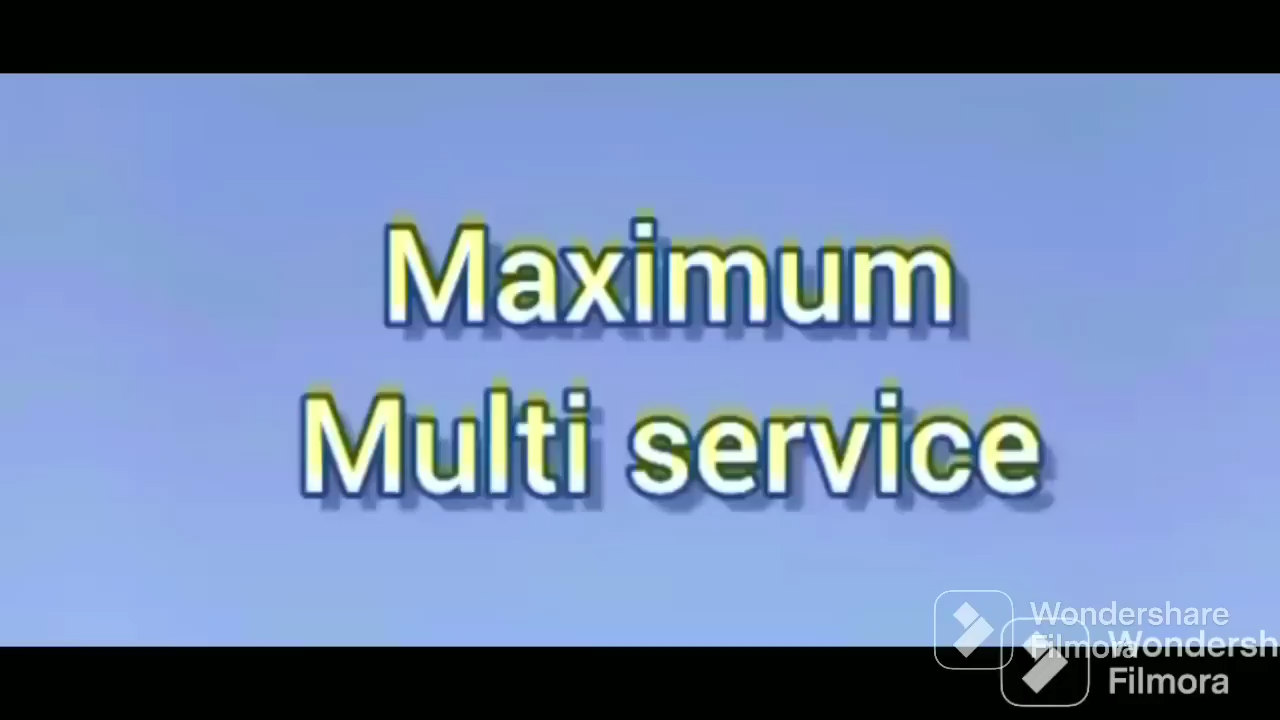 Maximum
Multi service
Wondershare
Filmora
Wondersh
Filmora